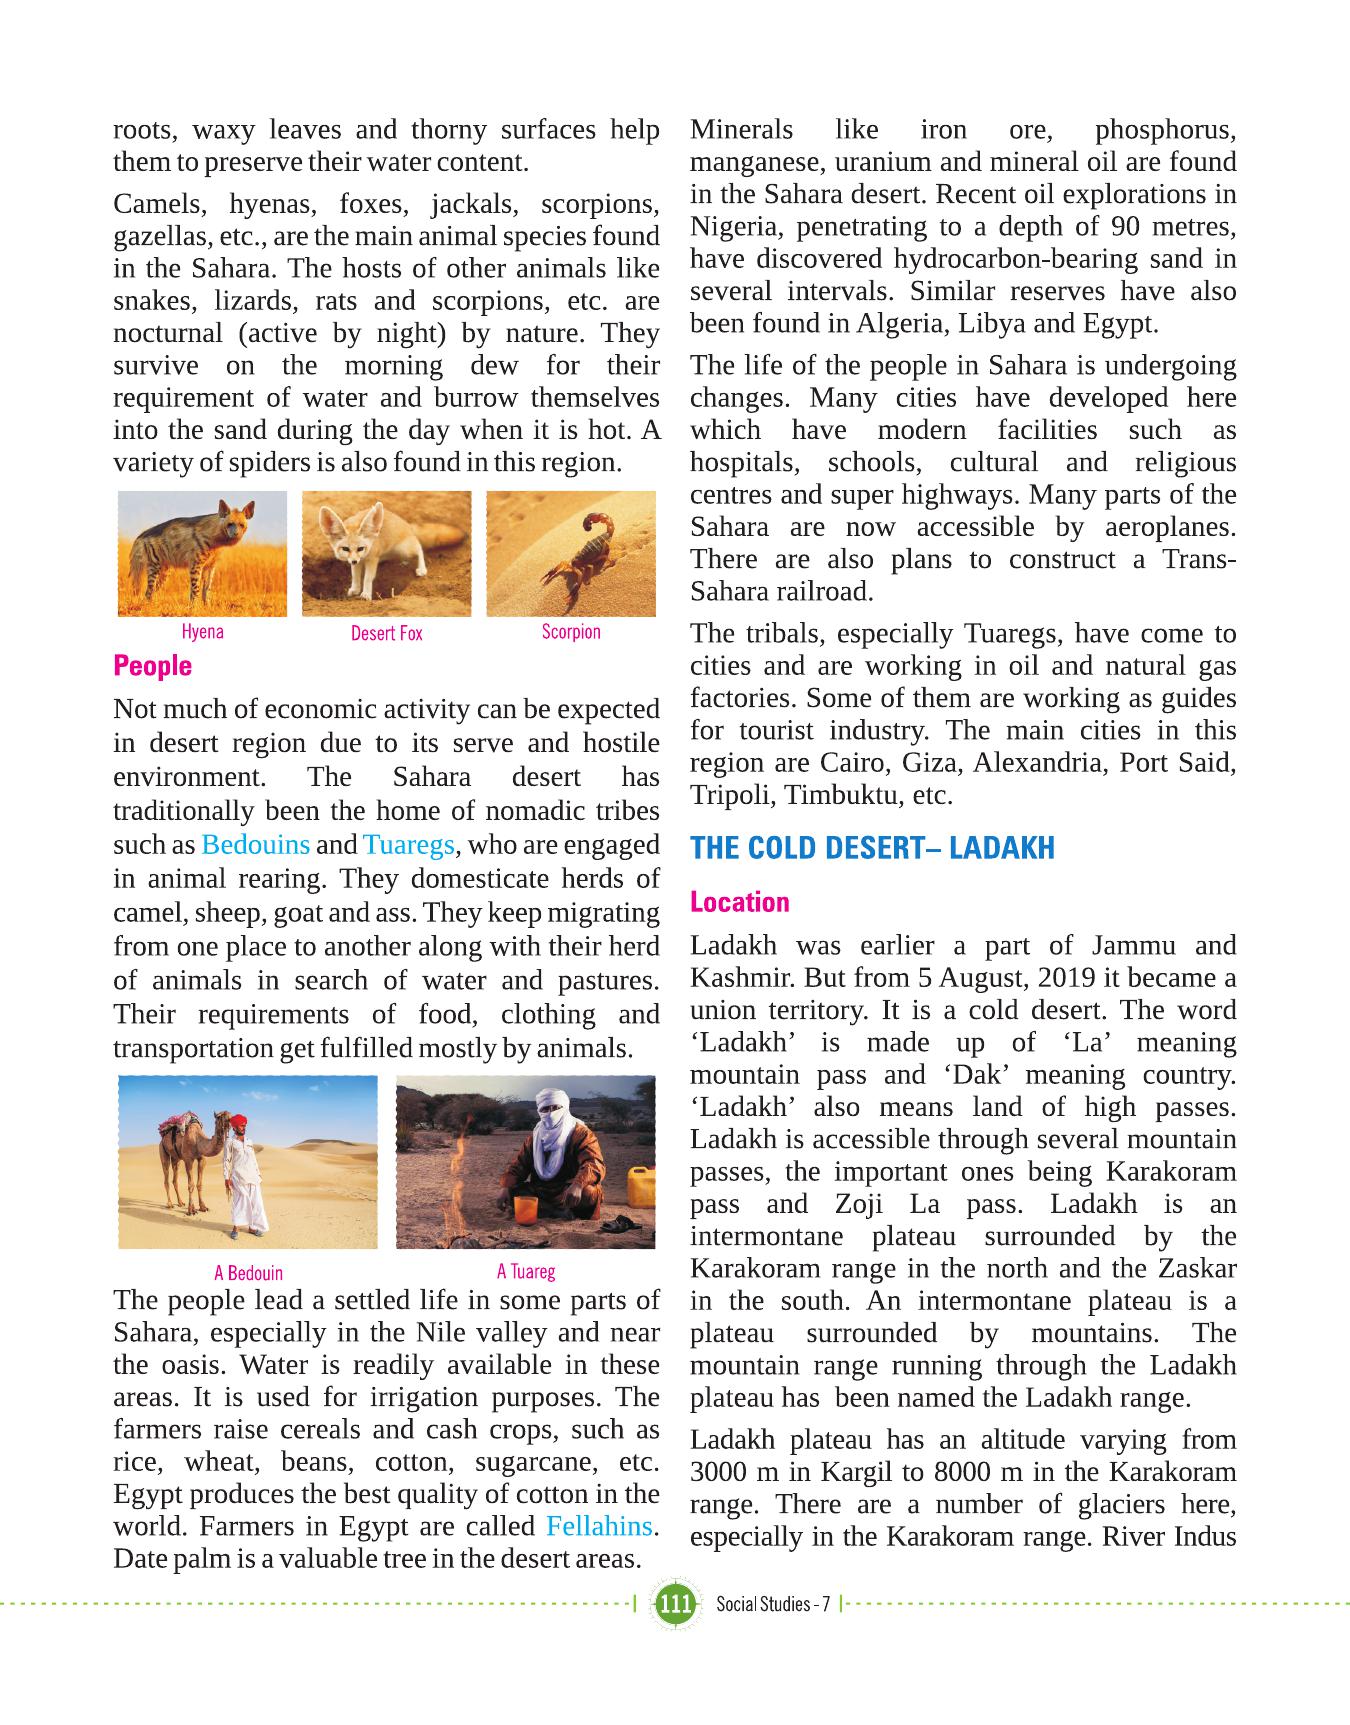 roots, waxy leaves and thorny surfaces help
them to preserve their water content.
Camels, hyenas, foxes, jackals, scorpions,
gazellas, etc., are the main animal species found
in the Sahara. The hosts of other animals like
snakes, lizards, rats and scorpions, etc. are
nocturnal (active by night) by nature. They
survive on the morning dew for their
requirement of water and burrow themselves
into the sand during the day when it is hot. A
variety of spiders is also found in this region.
Hyena
Desert Fox
Scorpion
People
Not much of economic activity can be expected
in desert region due to its serve and hostile
environment. The Sahara desert has
traditionally been the home of nomadic tribes
such as Bedouins and Tuaregs, who are engaged
in animal rearing. They domesticate herds of
camel, sheep, goat and ass. They keep migrating
from one place to another along with their herd
of animals in search of water and pastures.
Their requirements of food, clothing and
transportation get fulfilled mostly by animals.
A Bedouin
A Tuareg
The people lead a settled life in some parts of
Sahara, especially in the Nile valley and near
the oasis. Water is readily available in these
areas. It is used for irrigation purposes. The
farmers raise cereals and cash crops, such as
rice, wheat, beans, cotton, sugarcane, etc.
Egypt produces the best quality of cotton in the
world. Farmers in Egypt are called Fellahins.
Date palm is a valuable tree in the desert areas.
Minerals like iron ore, phosphorus,
manganese, uranium and mineral oil are found
in the Sahara desert. Recent oil explorations in
Nigeria, penetrating to a depth of 90 metres,
have discovered hydrocarbon-bearing sand in
several intervals. Similar reserves have also
been found in Algeria, Libya and Egypt.
The life of the people in Sahara is undergoing
changes. Many cities have developed here
which have modern facilities such as
hospitals, schools, cultural and religious
centres and super highways. Many parts of the
Sahara are now accessible by aeroplanes.
There are also plans to construct a Trans-
Sahara railroad.
The tribals, especially Tuaregs, have come to
cities and are working in oil and natural gas
factories. Some of them are working as guides
for tourist industry. The main cities in this
region are Cairo, Giza, Alexandria, Port Said,
Tripoli, Timbuktu, etc.
THE COLD DESERT– LADAKH
Location
Ladakh was earlier a part of Jammu and
Kashmir. But from 5 August, 2019 it became a
union territory. It is a cold desert. The word
‘Ladakh’ is made up of ‘La’ meaning
mountain pass and ‘Dak’ meaning country.
‘Ladakh’ also means land of high passes.
Ladakh is accessible through several mountain
passes, the important ones being Karakoram
pass and Zoji La pass. Ladakh is an
intermontane plateau surrounded by the
Karakoram range in the north and the Zaskar
in the south. An intermontane plateau is a
plateau surrounded by mountains. The
mountain range running through the Ladakh
plateau has been named the Ladakh range.
Ladakh plateau has an altitude varying from
3000 m in Kargil to 8000 m in the Karakoram
range. There are a number of glaciers here,
especially in the Karakoram range. River Indus
111 Social Studies - 7